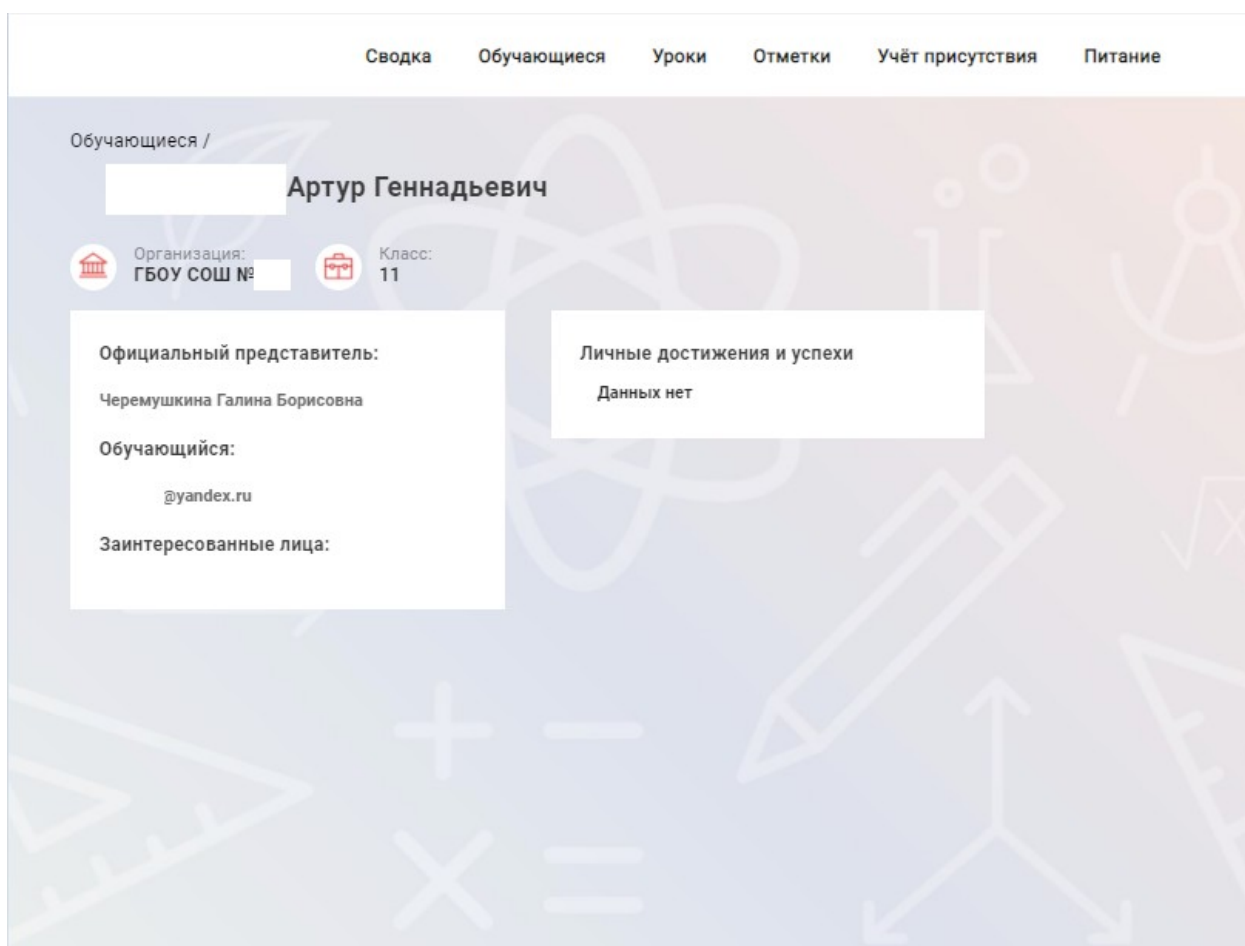 Сводка Обучающиеся Уроки Отметки Учёт присутствия Питание
Обучающиеся /
Артур Геннадьевич
Организация:
ГБОУ СОШ №
Класс:
11
Официальный представитель:
Черемушкина Галина Борисовна
Обучающийся:
@yandex.ru
Заинтересованные лица:
Личные достижения и успехи
Данных нет